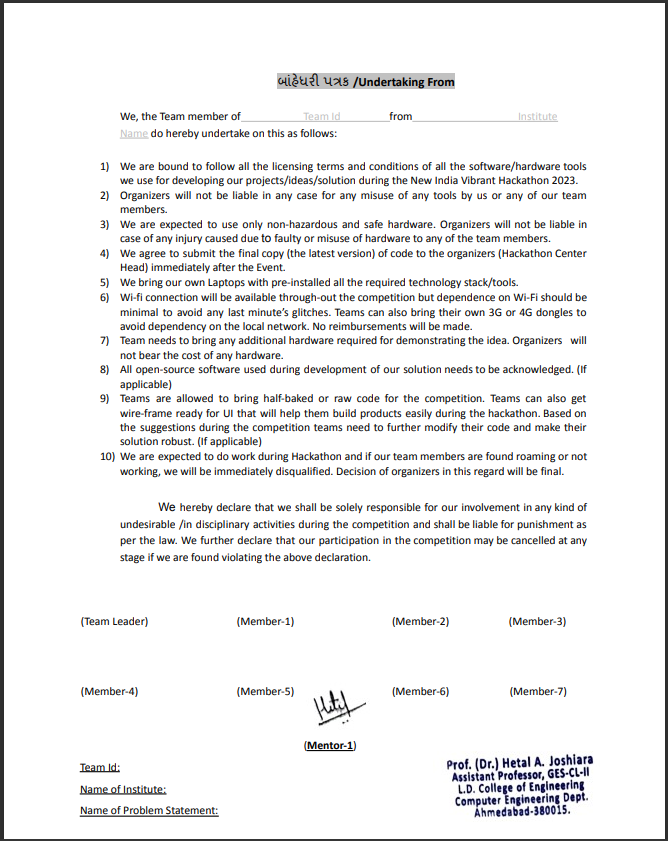 બાંહેધરી પત્રક /Undertaking From
We, the Team member of Team Id from Institute
Name do hereby undertake on this as follows:
1) We are bound to follow all the licensing terms and conditions of all the software/hardware tools
we use for developing our projects/ideas/solution during the New India Vibrant Hackathon 2023.
2) Organizers will not be liable in any case for any misuse of any tools by us or any of our team
members.
3) We are expected to use only non-hazardous and safe hardware. Organizers will not be liable in
case of any injury caused due to faulty or misuse of hardware to any of the team members.
4) We agree to submit the final copy (the latest version) of code to the organizers (Hackathon Center
Head) immediately after the Event.
5) We bring our own Laptops with pre-installed all the required technology stack/tools.
6) Wi-fi connection will be available through-out the competition but dependence on Wi-Fi should be
minimal to avoid any last minute’s glitches. Teams can also bring their own 3G or 4G dongles to
avoid dependency on the local network. No reimbursements will be made.
7) Team needs to bring any additional hardware required for demonstrating the idea. Organizers will
not bear the cost of any hardware.
8) All open-source software used during development of our solution needs to be acknowledged. (If
applicable)
9) Teams are allowed to bring half-baked or raw code for the competition. Teams can also get
wire-frame ready for UI that will help them build products easily during the hackathon. Based on
the suggestions during the competition teams need to further modify their code and make their
solution robust. (If applicable)
10) We are expected to do work during Hackathon and if our team members are found roaming or not
working, we will be immediately disqualified. Decision of organizers in this regard will be final.
We hereby declare that we shall be solely responsible for our involvement in any kind of
undesirable /in disciplinary activities during the competition and shall be liable for punishment as
per the law. We further declare that our participation in the competition may be cancelled at any
stage if we are found violating the above declaration.
(Team Leader) (Member-1) (Member-2) (Member-3)
(Member-4) (Member-5) (Member-6) (Member-7)
(Mentor-1)
Team Id:
Name of Institute:
Name of Problem Statement:
Prof. (Dr.) Hetal A. Joshiara
Assistant Professor, GES-CL-II
L.D. College of Engineering
Computer Engineering Dept.
Ahmedabad-380015.